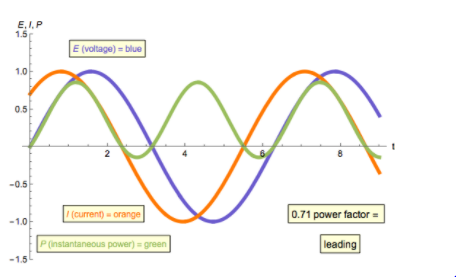 E, I, P
1.5
E (voltage) = blue
1.0
0.5
t
2
4
6
8
-0.5
I (current) = orange
0.71 power factor =
-1.0
P (instantaneous power) = green
leading
-1.5